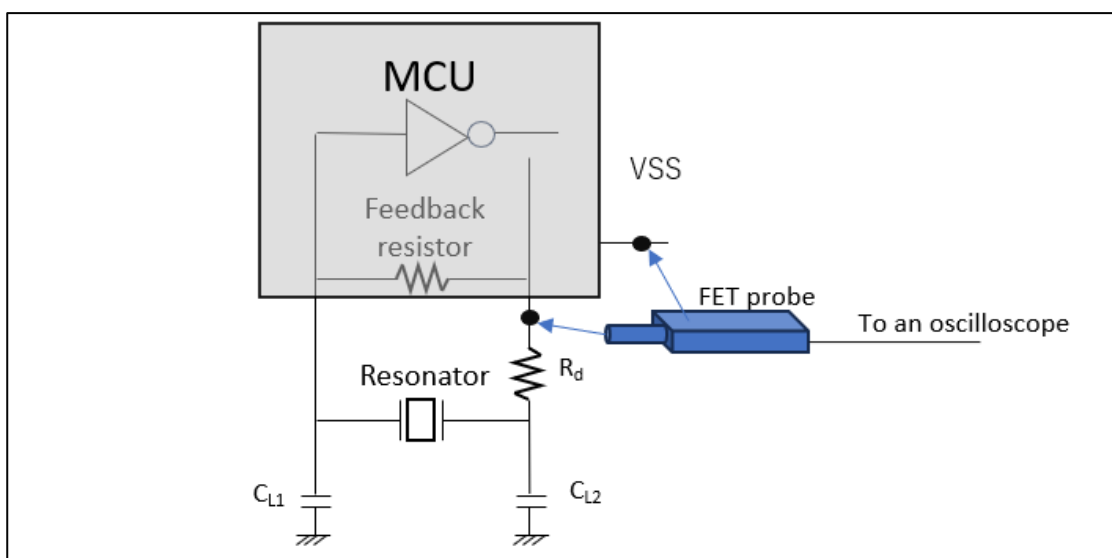 MCU
VSS
Feedback
resistor
FET probe
To an oscilloscope
Rd
Resonator
CL1
CL2